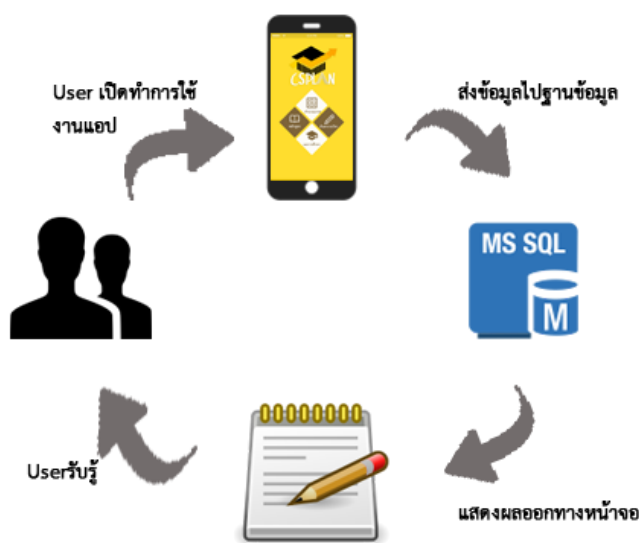 User เปิดทำการใช้
งานแอป
CSPLAN
ส่งข้อมูลไปฐานข้อมูล
MS SQL
M
Userรับรู้
แสดงผลออกทางหน้าจอ